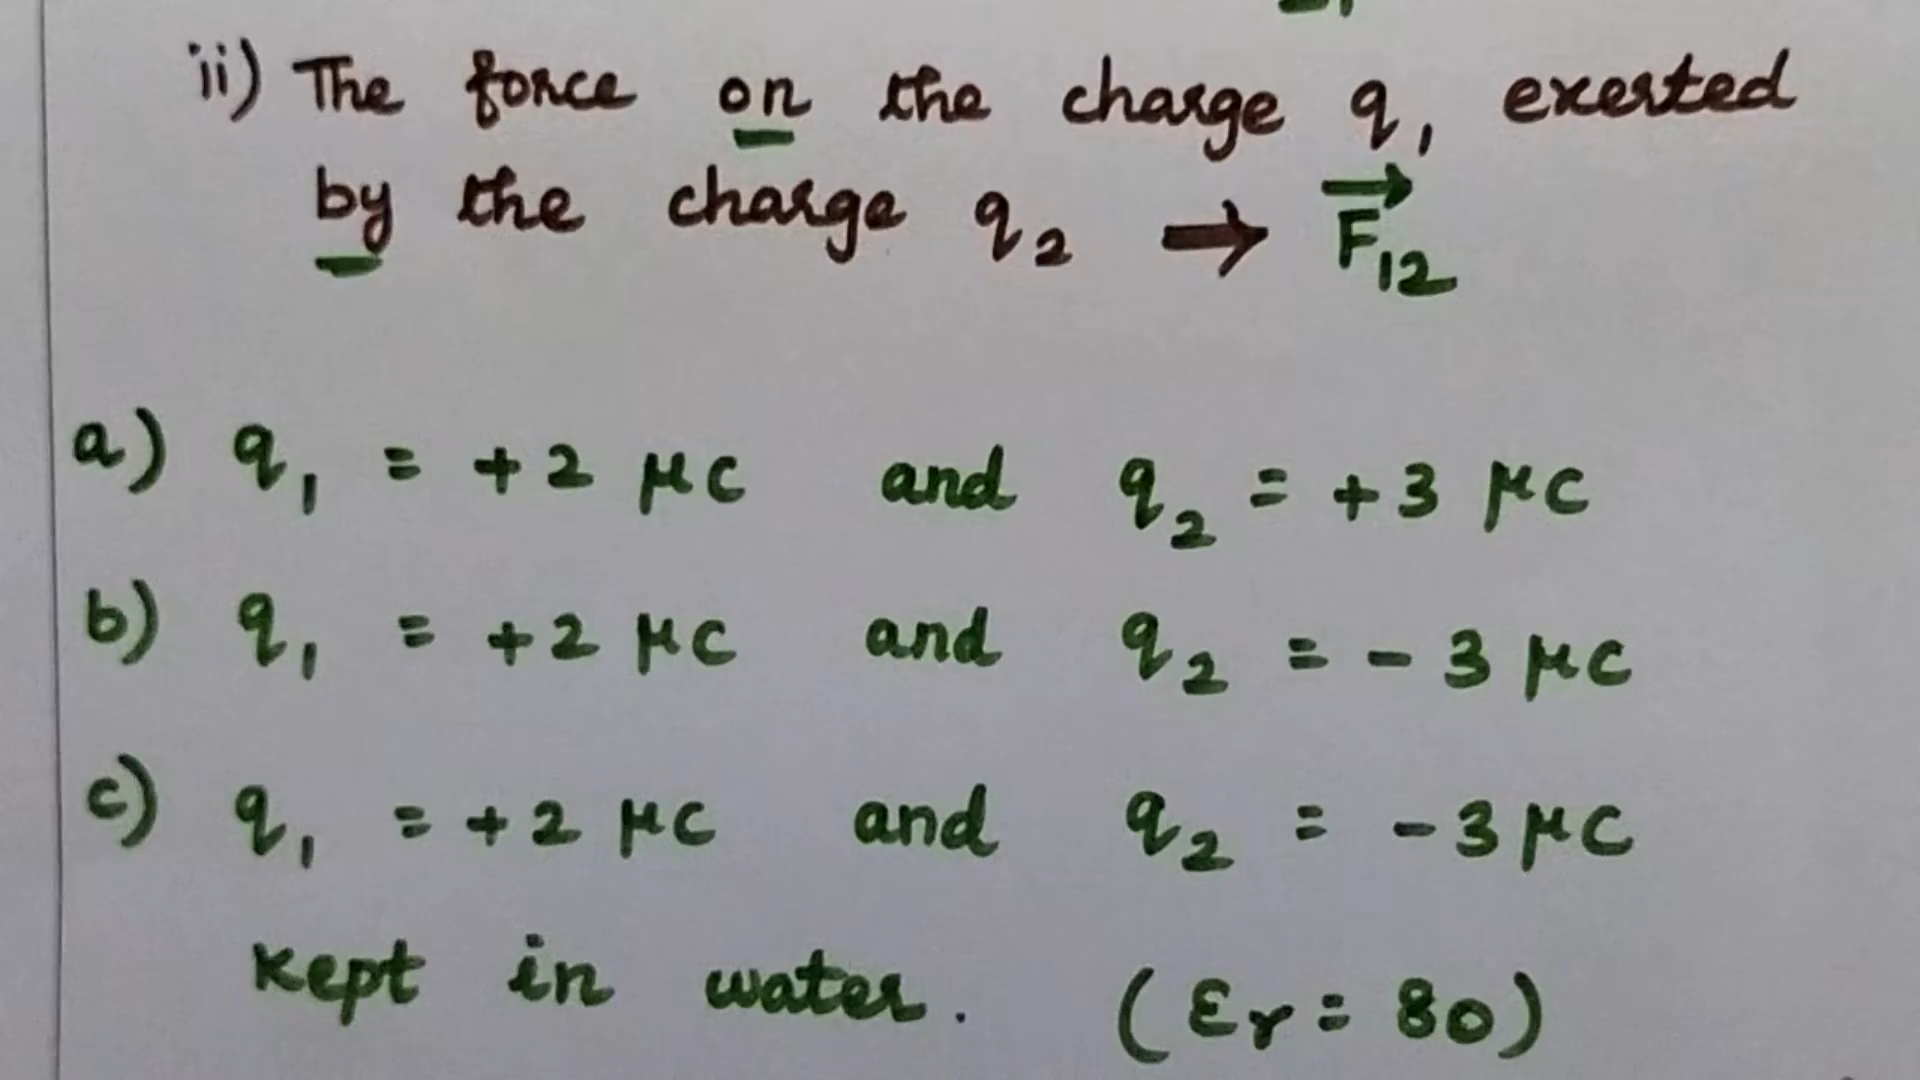 ii) The force on the charge q₁ exerted
by the charge q₂ → F₁₂
a) q₁ = +2 μC and q₂ = +3 μC
b) q₁ = +2 μC and q₂ = - 3 μC
c) q₁ = +2 μC and q₂ = -3 μC
kept in water. (εr = 80)